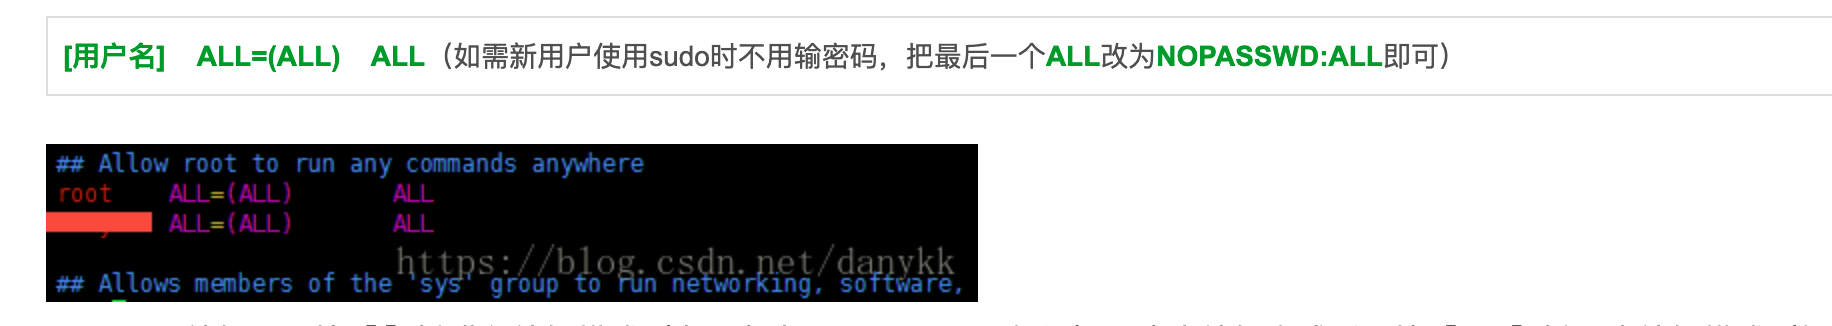 [用户名] ALL=(ALL) ALL（如需新用户使用sudo时不用输密码，把最后一个ALL改为NOPASSWD:ALL即可）
## Allow root to run any commands anywhere
root ALL=(ALL) ALL
ALL=(ALL) ALL
https://blog.csdn.net/danykk
## Allows members of the 'sys' group to run networking, software,